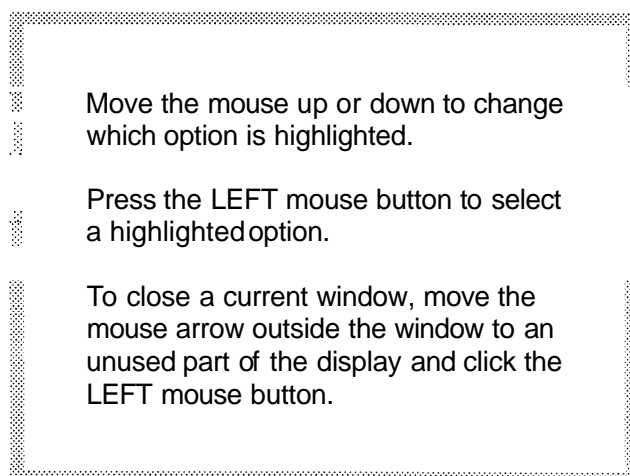 Move the mouse up or down to change
which option is highlighted.
Press the LEFT mouse button to select
a highlighted option.
To close a current window, move the
mouse arrow outside the window to an
unused part of the display and click the
LEFT mouse button.